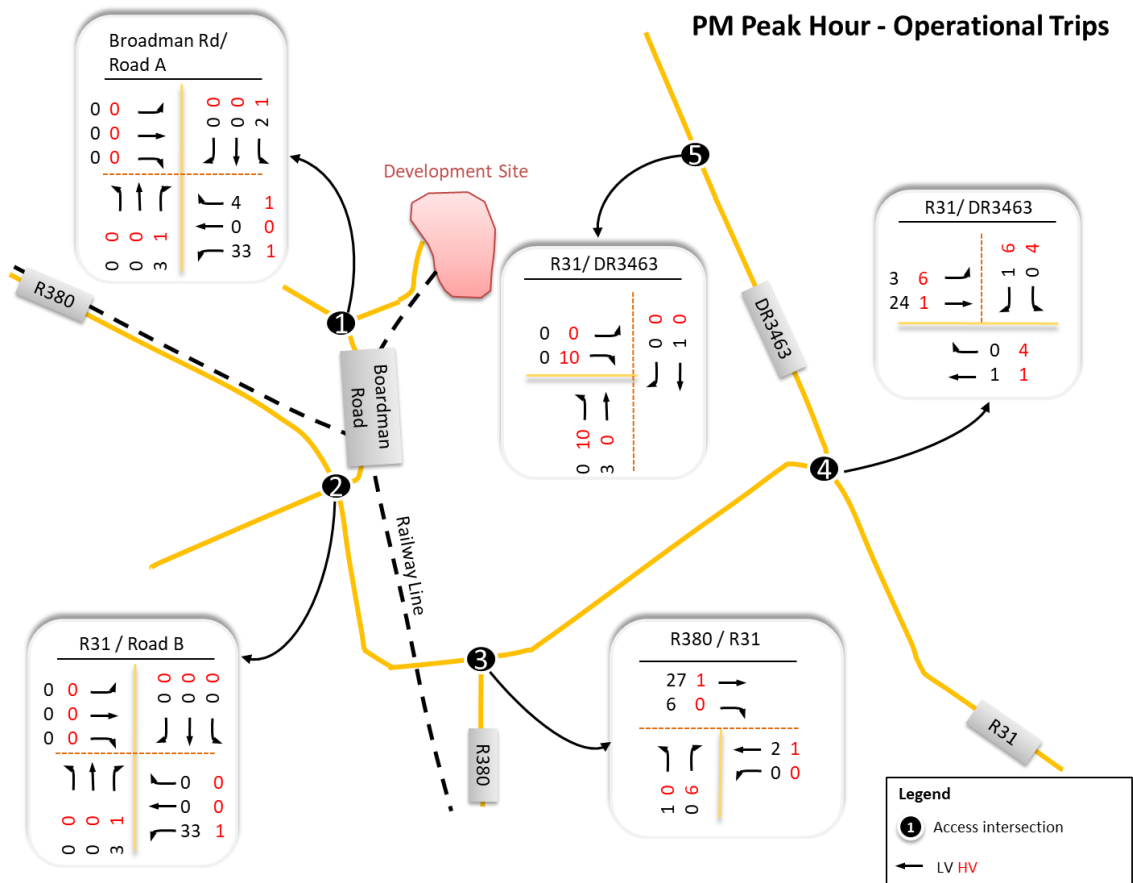 PM Peak Hour - Operational Trips
Broadman Rd/
Road A
0 0
0 0
0 0
0 0 1
0 0 2
4 1
0 0
33 1
0 0 1
0 0 3
Development Site
5
R31/ DR3463
0 0
0 10
0 0
0 1
10 0
0 3
R31/ DR3463
3 6
24 1
6 4
1 0
0 4
1 1
R380
1
Boardman
Road
DR3463
4
2
Railway Line
3
R380
R31
R31 / Road B
0 0
0 0
0 0
0 0 0
0 0 0
0 0
0 0
33 1
0 0 1
0 0 3
R380 / R31
27 1
6 0
2 1
0 0
0 6
1 0
Legend
1 Access intersection
LV HV